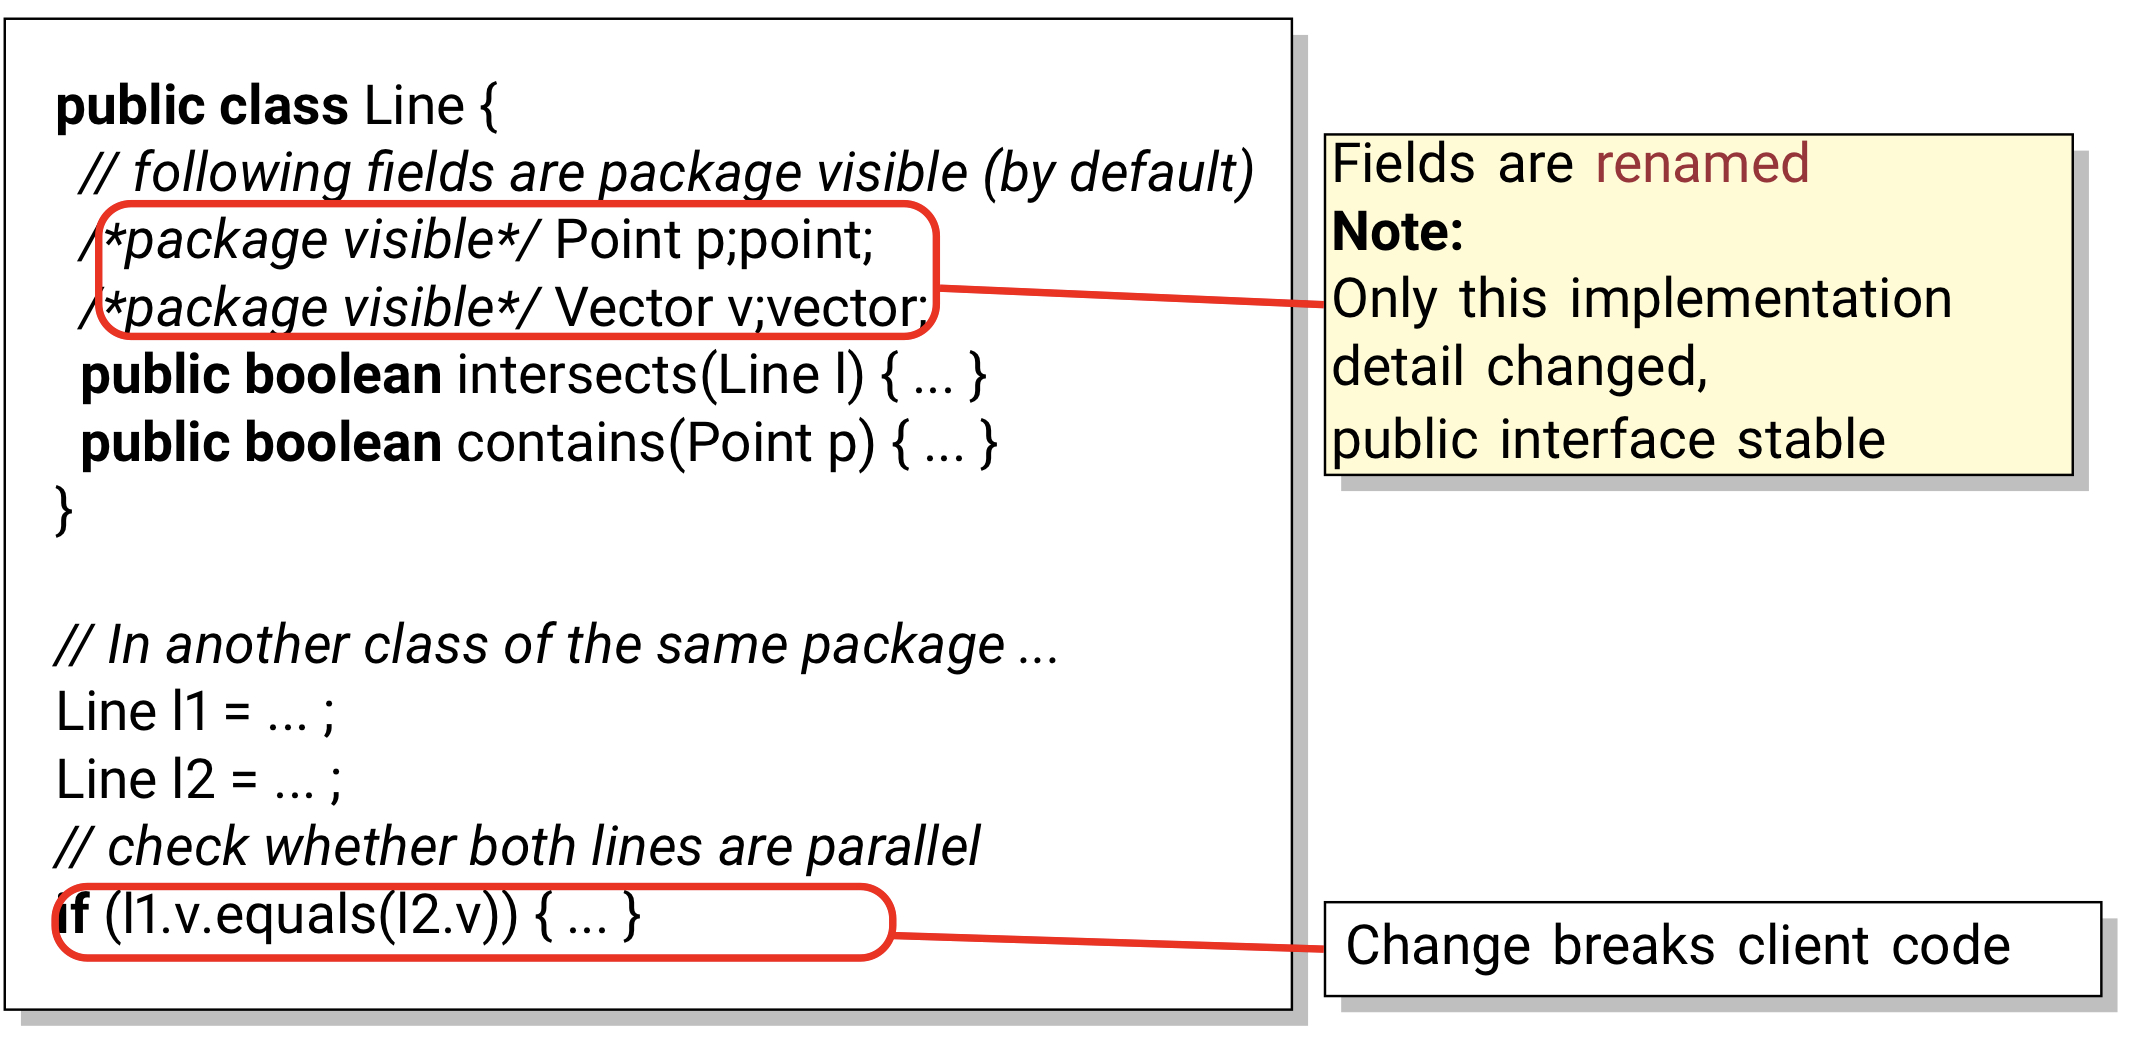 public class Line {
// following fields are package visible (by default)
/*package visible*/ Point p;point;
/*package visible*/ Vector v;vector;
public boolean intersects(Line l) { ... }
public boolean contains(Point p) { ... }
}
// In another class of the same package ...
Line l1 = ... ;
Line l2 = ... ;
// check whether both lines are parallel
if (l1.v.equals(l2.v)) { ... }
Fields are renamed
Note:
Only this implementation
detail changed,
public interface stable
Change breaks client code